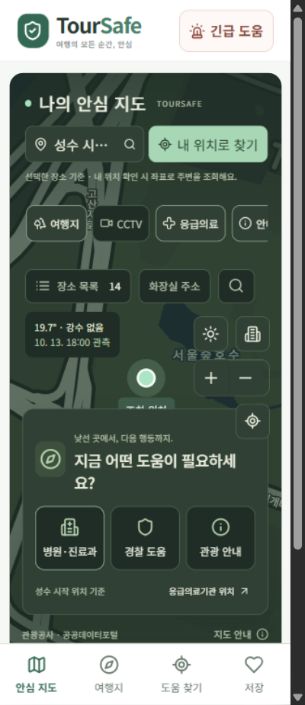 TourSafe
여행의 모든 순간, 안심
긴급 도움
나의 안심 지도 TOURSAFE
성수 시…
내 위치로 찾기
선택한 장소 기준 · 내 위치 확인 시 좌표로 주변을 조회해요.
여행지
CCTV
응급의료
장소 목록 14
화장실 주소
19.7° · 강수 없음
10. 13. 18:00 관측
서울숲호수
낯선 곳에서, 다음 행동까지.
지금 어떤 도움이 필요하세
요?
병원·진료과
경찰 도움
관광 안내
성수 시작 위치 기준
응급의료기관 위치
관광공사 · 공공데이터포털
지도 안내
안심 지도
여행지
도움 찾기
저장